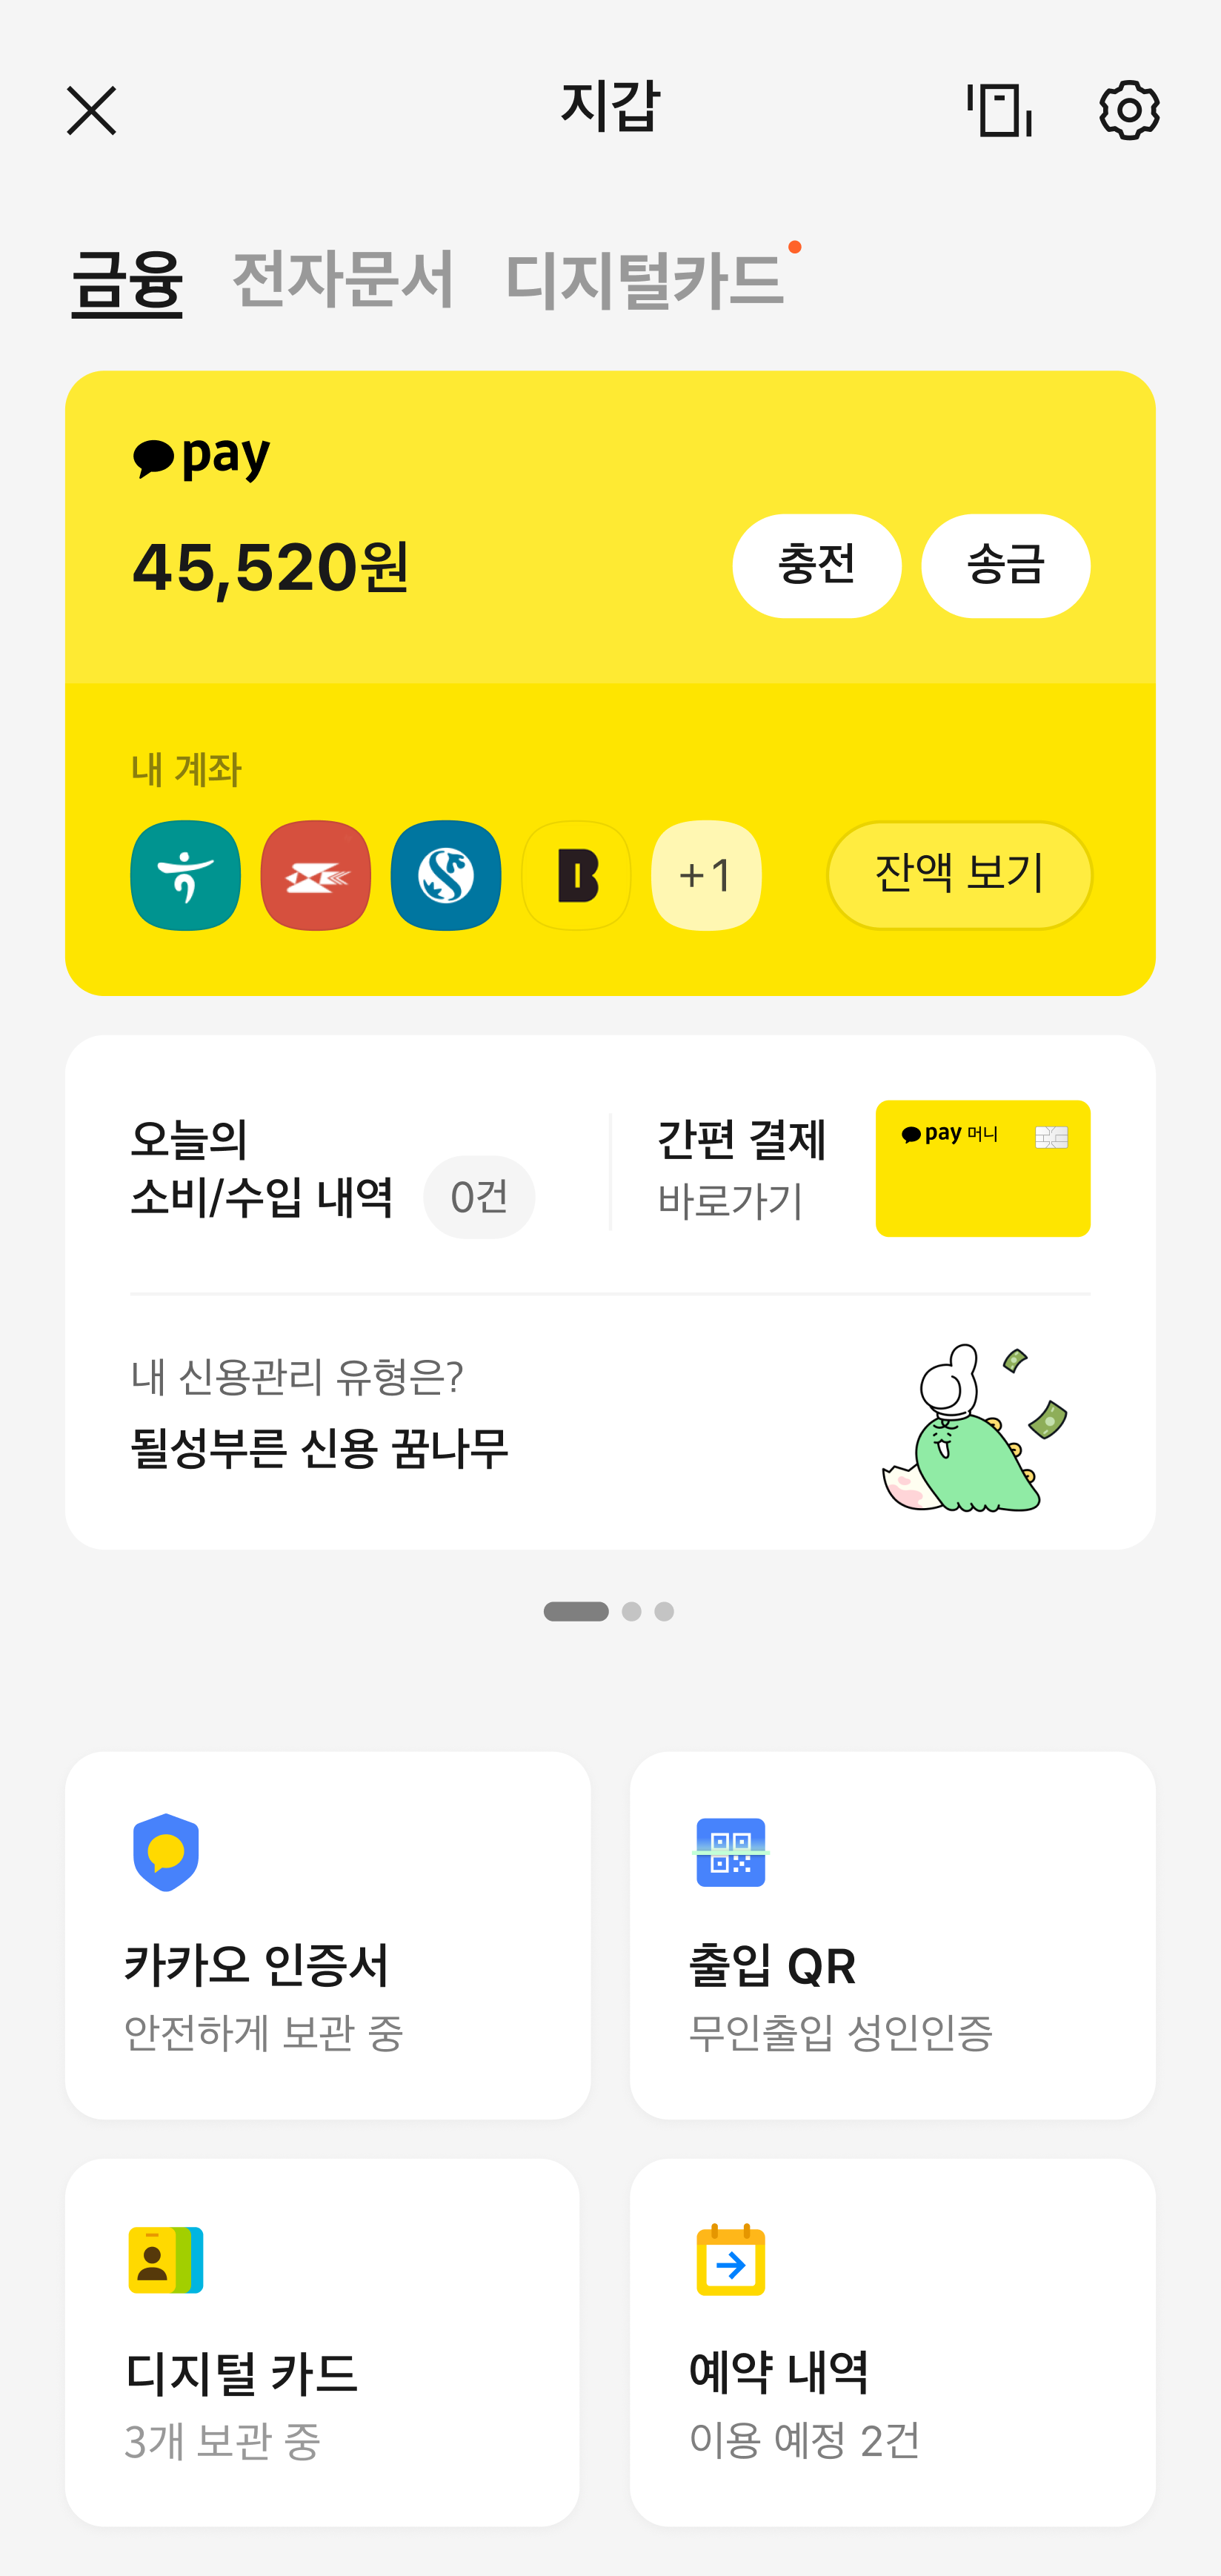 지갑
금융 전자문서 디지털카드
pay
45,520원
충전 송금
내 계좌
B +1 잔액 보기
오늘의
소비/수입 내역 0건
간편 결제
바로가기
pay 머니
내 신용관리 유형은?
될성부른 신용 꿈나무
카카오 인증서
안전하게 보관 중
출입 QR
무인출입 성인인증
디지털 카드
3개 보관 중
예약 내역
이용 예정 2건